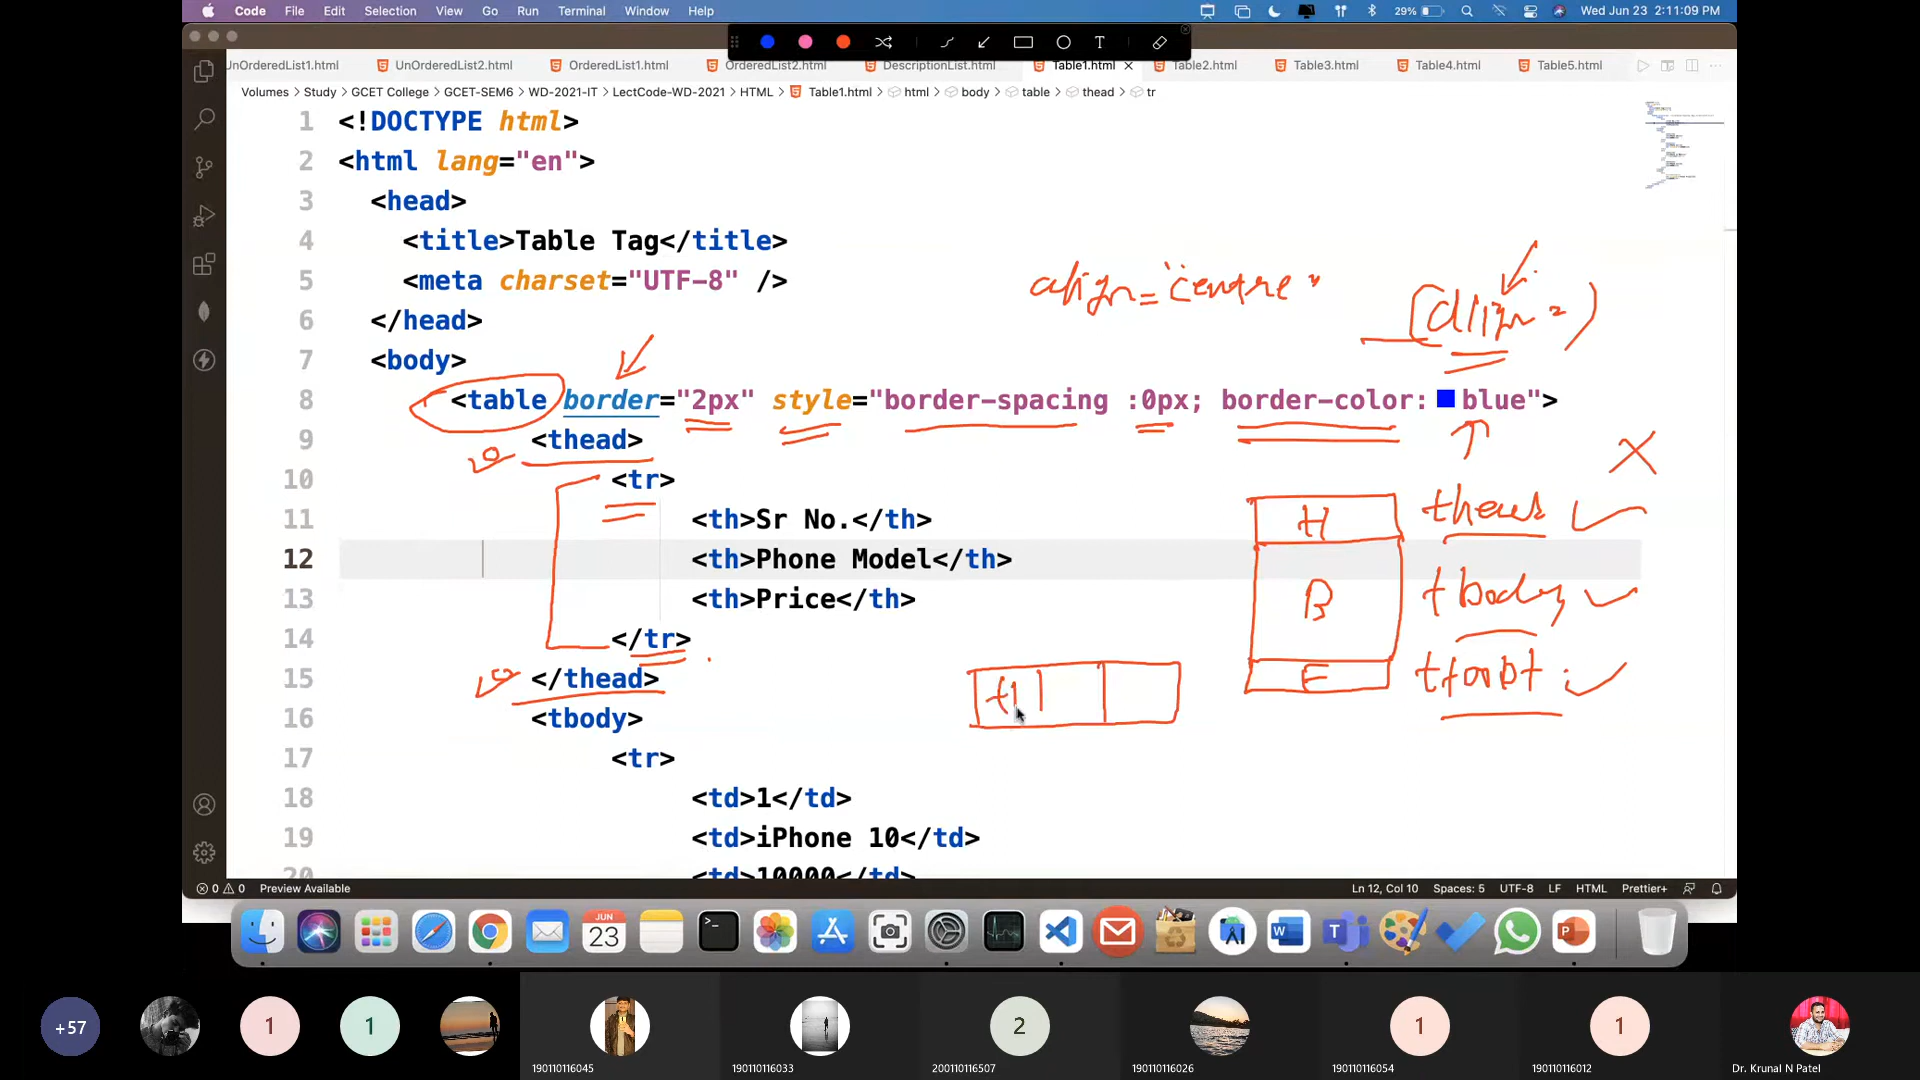 Code File Edit Selection View Go Run Terminal Window Help 29% Wed Jun 23 2:11:09 PM
T
UnOrderedList1.html UnOrderedList2.html OrderedList1.html OrderedList2.html DescriptionList.html Table1.html Table2.html Table3.html Table4.html Table5.html
Volumes > Study > GCET College > GCET-SEM6 > WD-2021-IT > LectCode-WD-2021 > HTML > Table1.html > html > body > table > thead > tr
1 <!DOCTYPE html>
2 <html lang="en">
3 <head>
4 <title>Table Tag</title>
5 <meta charset="UTF-8" />
align="centre"
(align=)
6 </head>
7 <body>
8 <table border="2px" style="border-spacing :0px; border-color: blue">
9 <thead>
10 <tr>
11 <th>Sr No.</th>
H thead
12 <th>Phone Model</th>
13 <th>Price</th>
B tbody
14 </tr>
15 </thead>
F tfoot
16 <tbody>
17 <tr>
18 <td>1</td>
19 <td>iPhone 10</td>
20 <td>10000</td>
0 0 Preview Available Ln 12, Col 10 Spaces: 5 UTF-8 LF HTML Prettier+
JUN
23
W
T
P
+57 1 1 2 1 1
190110116045 190110116033 200110116507 190110116026 190110116054 190110116012 Dr. Krunal N Patel